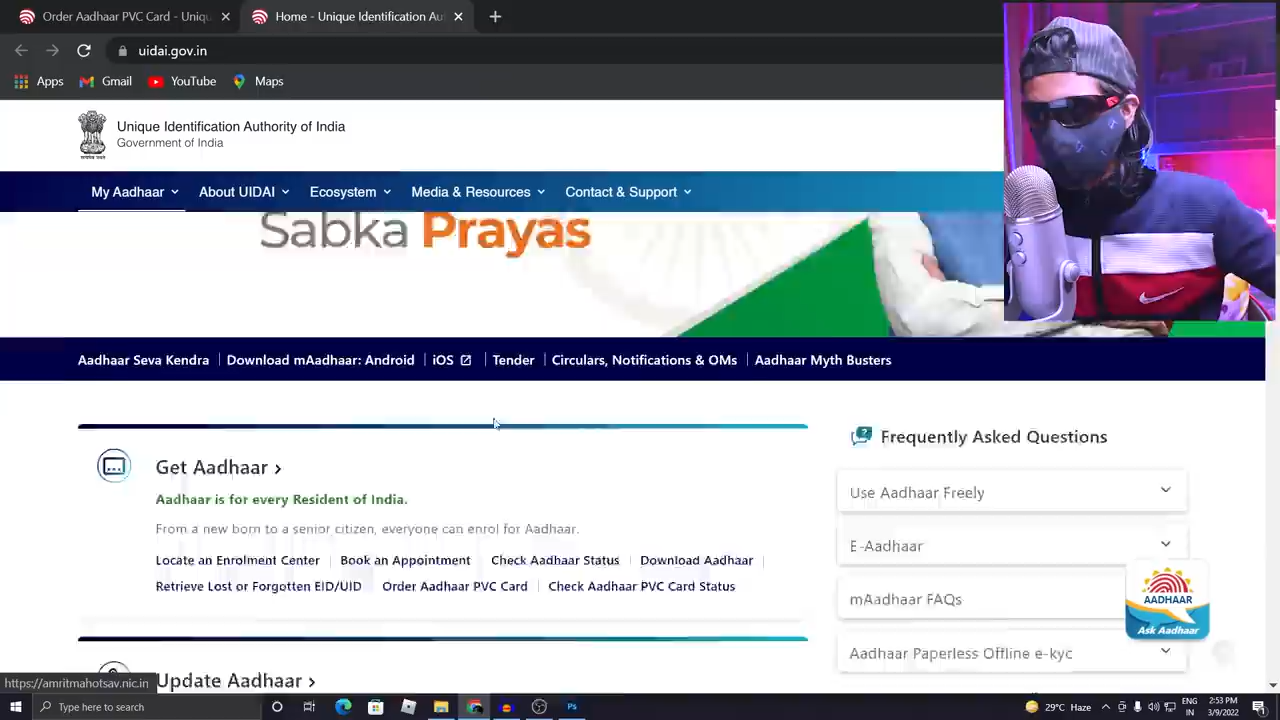 Order Aadhaar PVC Card - Uniqu
Home - Unique Identification Aut
uidai.gov.in
Apps
Gmail
YouTube
Maps
Unique Identification Authority of India
Government of India
My Aadhaar
About UIDAI
Ecosystem
Media & Resources
Contact & Support
Sabka Prayas
Aadhaar Seva Kendra
Download mAadhaar: Android
iOS
Tender
Circulars, Notifications & OMs
Aadhaar Myth Busters
Get Aadhaar
Aadhaar is for every Resident of India.
From a new born to a senior citizen, everyone can enrol for Aadhaar.
Locate an Enrolment Center
Book an Appointment
Check Aadhaar Status
Download Aadhaar
Retrieve Lost or Forgotten EID/UID
Order Aadhaar PVC Card
Check Aadhaar PVC Card Status
Update Aadhaar
Frequently Asked Questions
Use Aadhaar Freely
E-Aadhaar
mAadhaar FAQs
Aadhaar Paperless Offline e-kyc
AADHAAR
Ask Aadhaar
https://amritmahotsav.nic.in
Type here to search
29°C Haze
ENG
IN
2:53 PM
3/9/2022